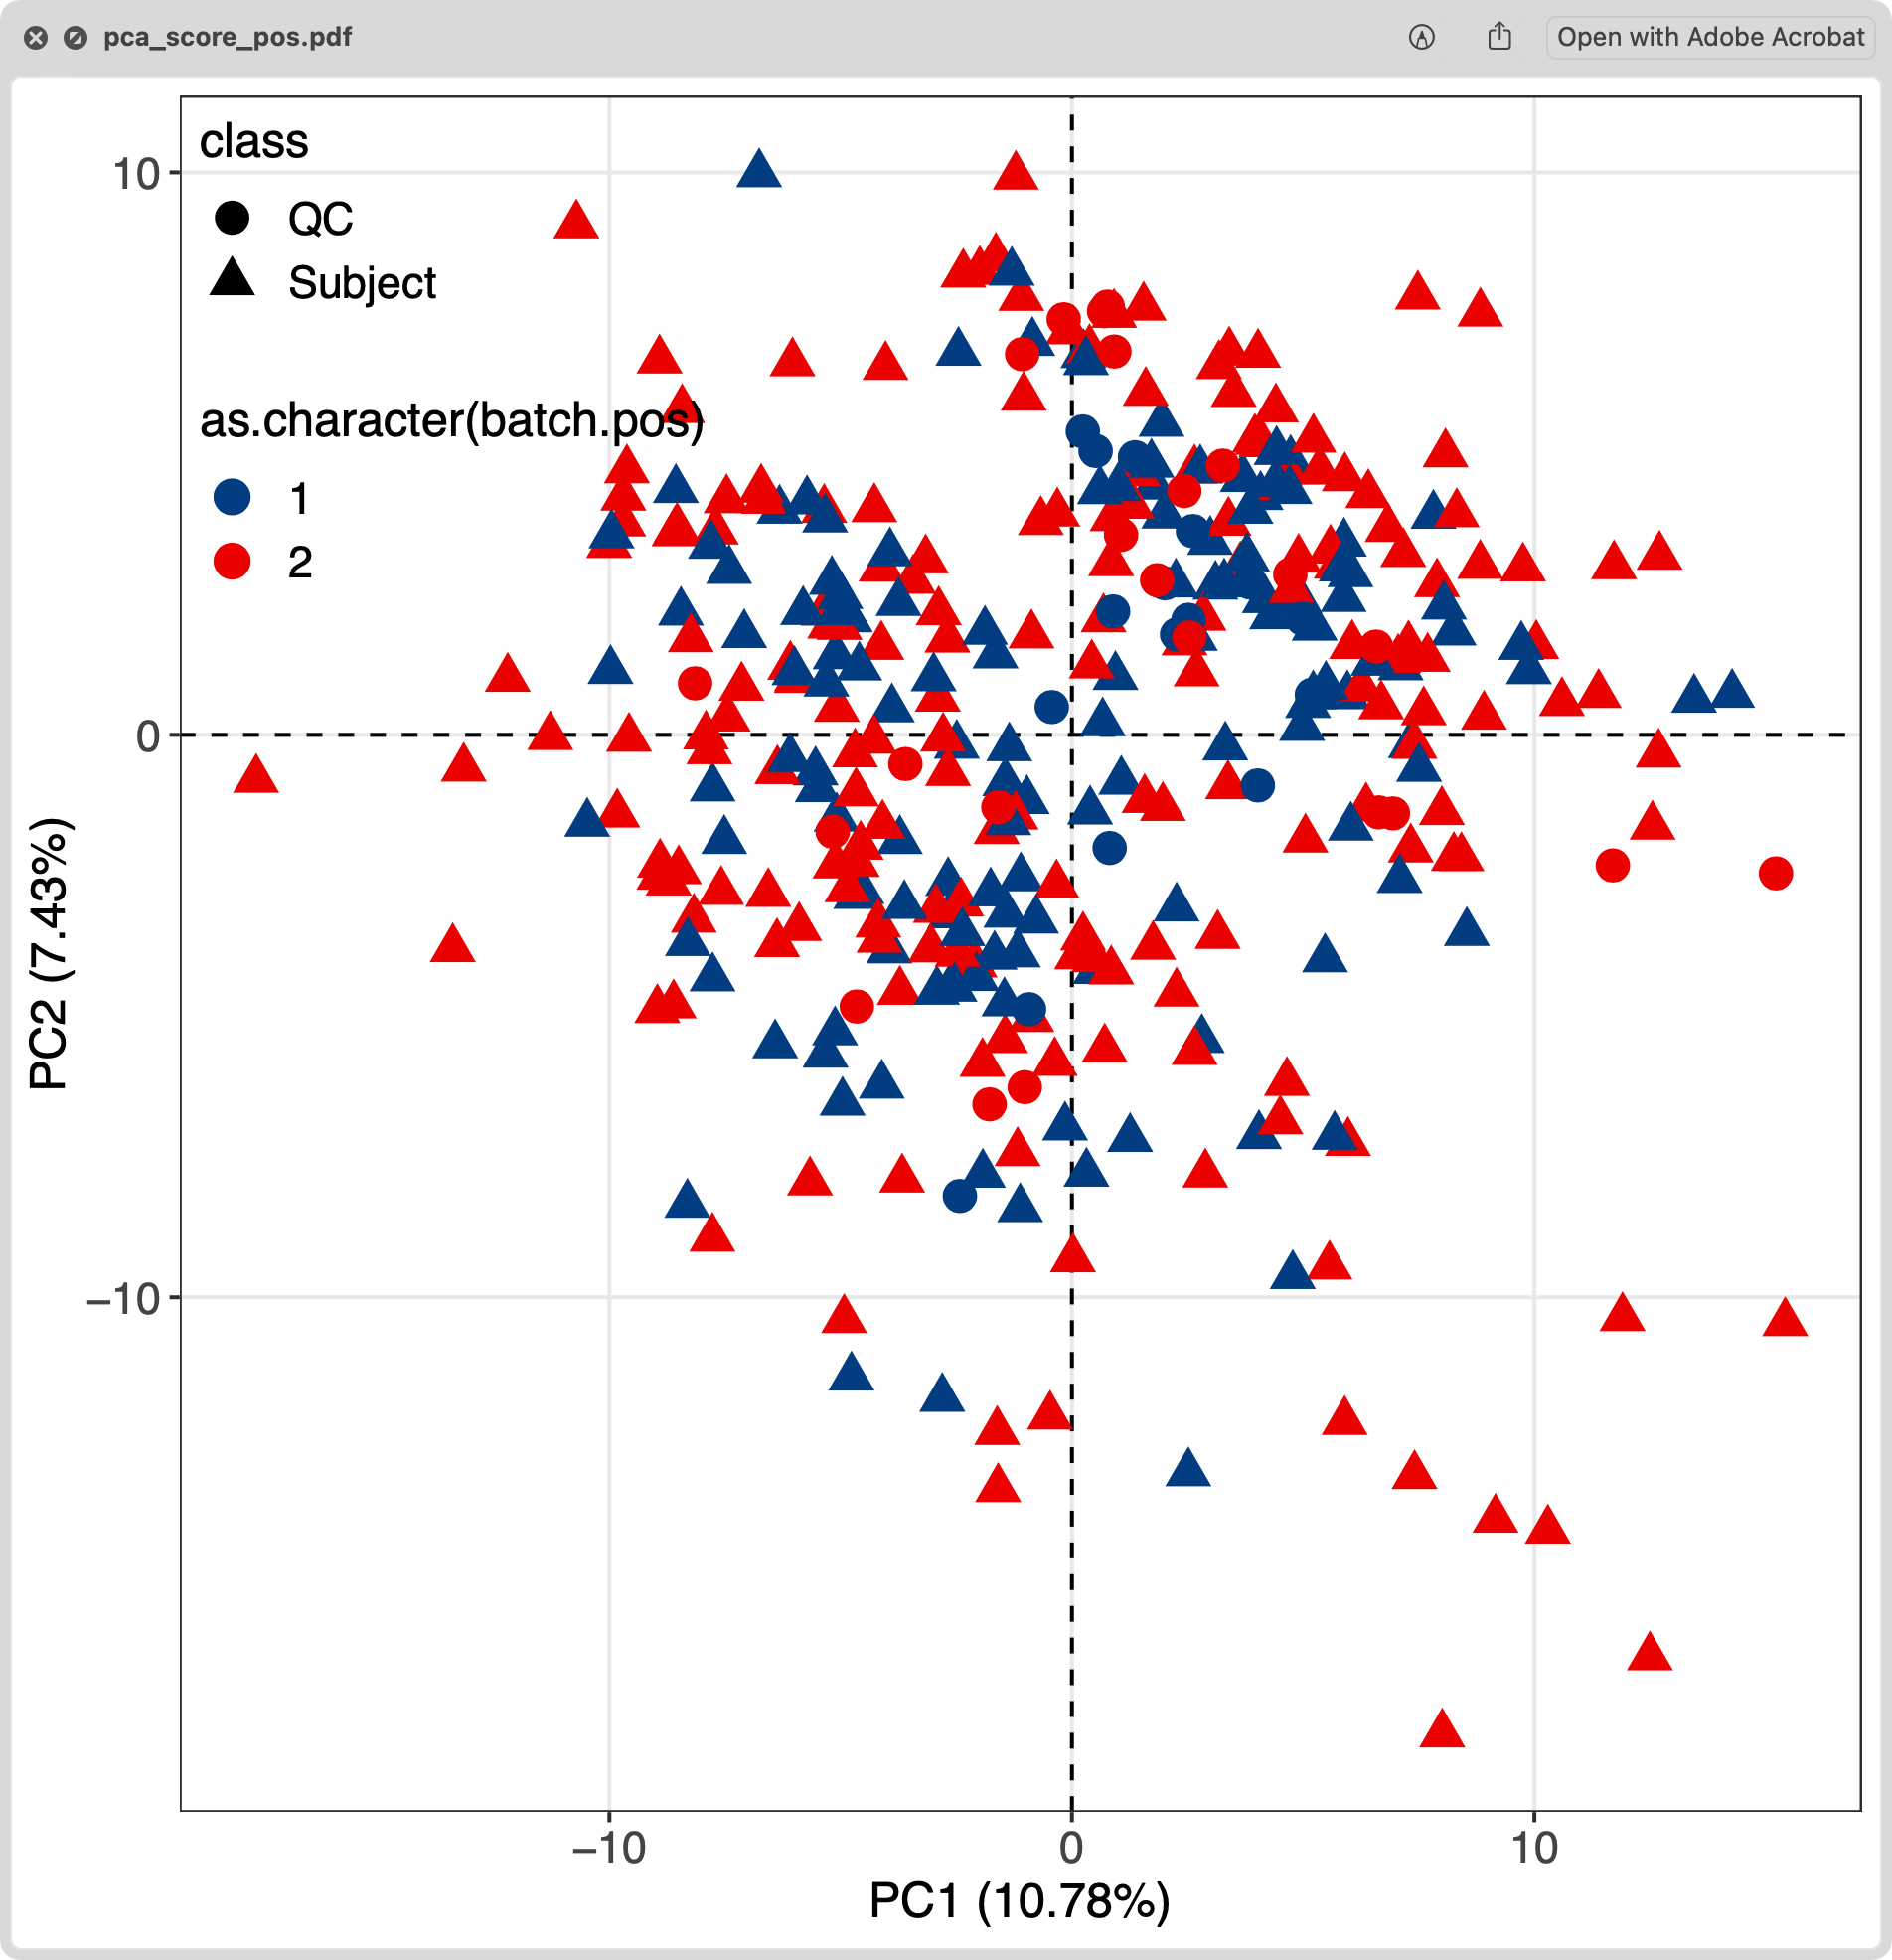 pca_score_pos.pdf
Open with Adobe Acrobat
class
QC
Subject
as.character(batch.pos)
1
2
10
0
−10
PC2 (7.43%)
−10
0
10
PC1 (10.78%)